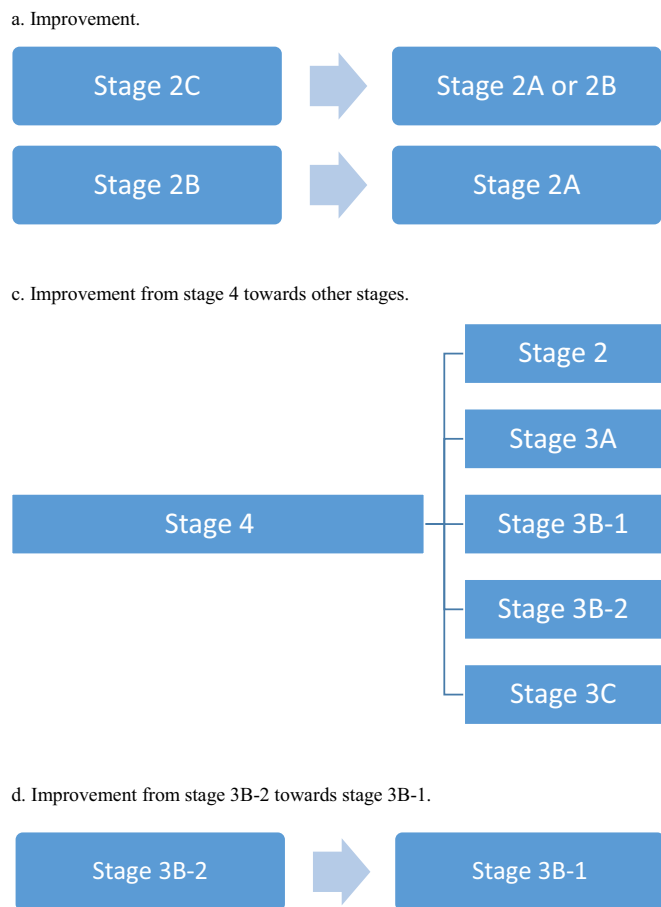 a. Improvement.
Stage 2C
Stage 2A or 2B
Stage 2B
Stage 2A
c. Improvement from stage 4 towards other stages.
Stage 2
Stage 3A
Stage 4
Stage 3B-1
Stage 3B-2
Stage 3C
d. Improvement from stage 3B-2 towards stage 3B-1.
Stage 3B-2
Stage 3B-1